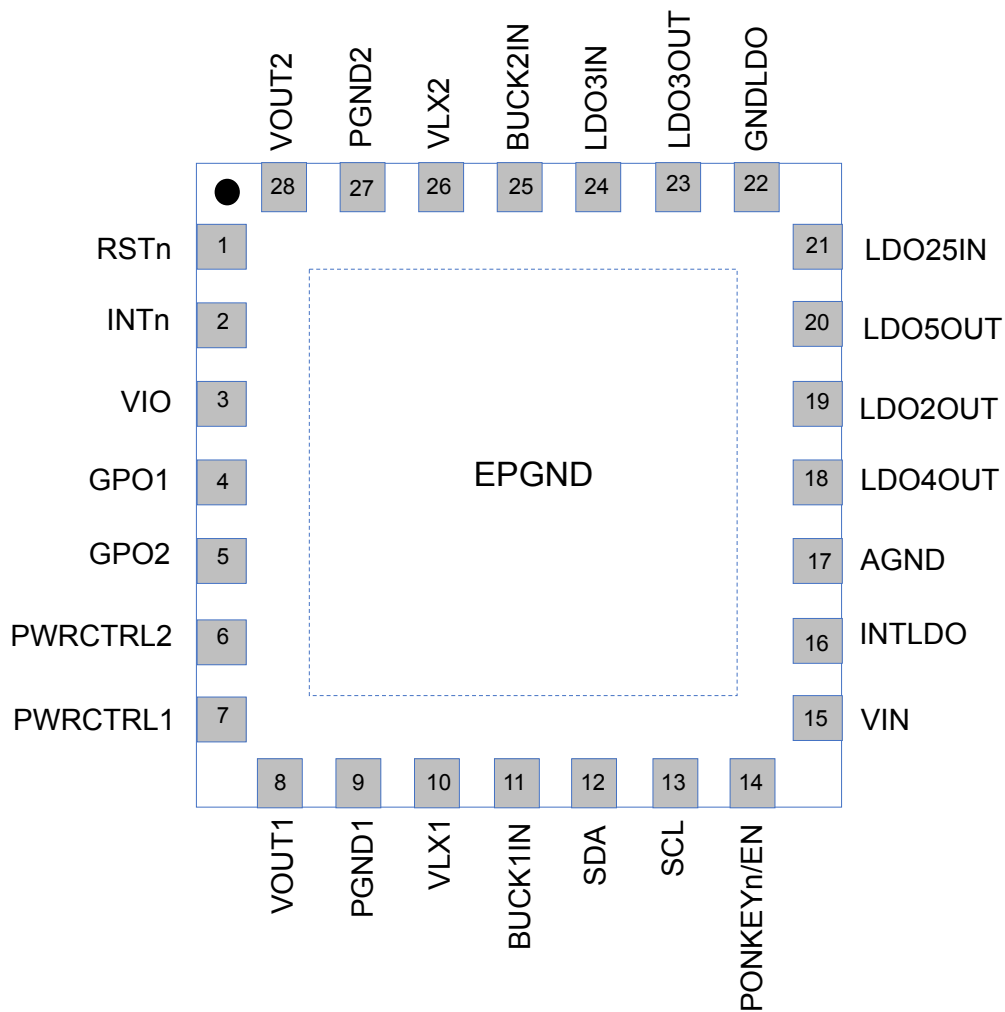 VOUT2
PGND2
VLX2
BUCK2IN
LDO3IN
LDO3OUT
GNDLDO
28
27
26
25
24
23
22
RSTn 1
21 LDO25IN
INTn 2
20 LDO5OUT
VIO 3
19 LDO2OUT
GPO1 4
EPGND
18 LDO4OUT
GPO2 5
17 AGND
PWRCTRL2 6
16 INTLDO
PWRCTRL1 7
15 VIN
8
9
10
11
12
13
14
VOUT1
PGND1
VLX1
BUCK1IN
SDA
SCL
PONKEYn/EN